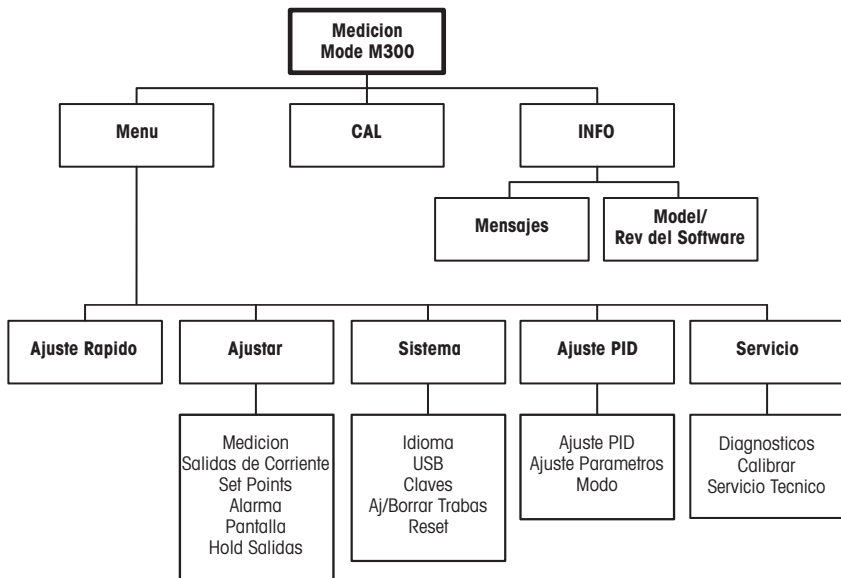 Medicion
Mode M300
Menu
CAL
INFO
Mensajes
Model/
Rev del Software
Ajuste Rapido
Ajustar
Sistema
Ajuste PID
Servicio
Medicion
Salidas de Corriente
Set Points
Alarma
Pantalla
Hold Salidas
Idioma
USB
Claves
Aj/Borrar Trabas
Reset
Ajuste PID
Ajuste Parametros
Modo
Diagnosticos
Calibrar
Servicio Tecnico